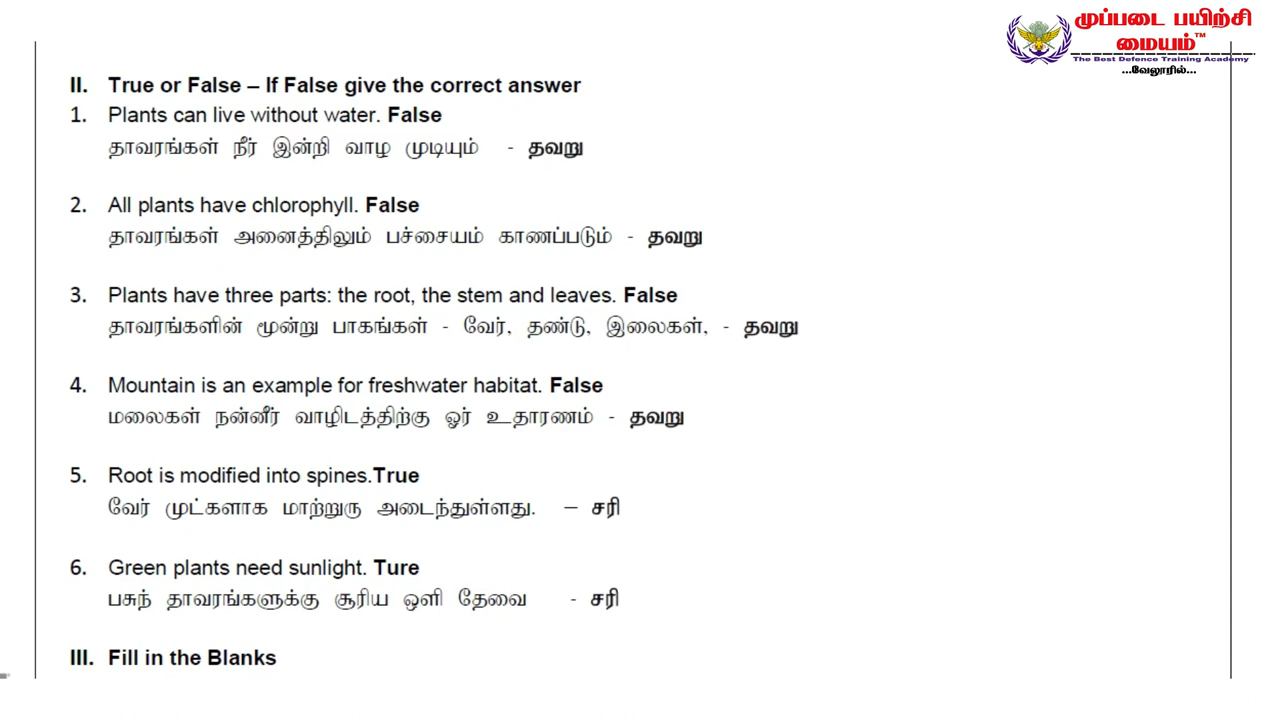 முப்படை பயிற்சி
மையம்™
The Best Defence Training Academy
...வேலூரில்...
II. True or False – If False give the correct answer
1. Plants can live without water. False
தாவரங்கள் நீர் இன்றி வாழ முடியும் - தவறு
2. All plants have chlorophyll. False
தாவரங்கள் அனைத்திலும் பச்சையம் காணப்படும் - தவறு
3. Plants have three parts: the root, the stem and leaves. False
தாவரங்களின் மூன்று பாகங்கள் - வேர், தண்டு, இலைகள், - தவறு
4. Mountain is an example for freshwater habitat. False
மலைகள் நன்னீர் வாழிடத்திற்கு ஓர் உதாரணம் - தவறு
5. Root is modified into spines.True
வேர் முட்களாக மாற்றுரு அடைந்துள்ளது. – சரி
6. Green plants need sunlight. Ture
பசுந் தாவரங்களுக்கு சூரிய ஒளி தேவை - சரி
III. Fill in the Blanks